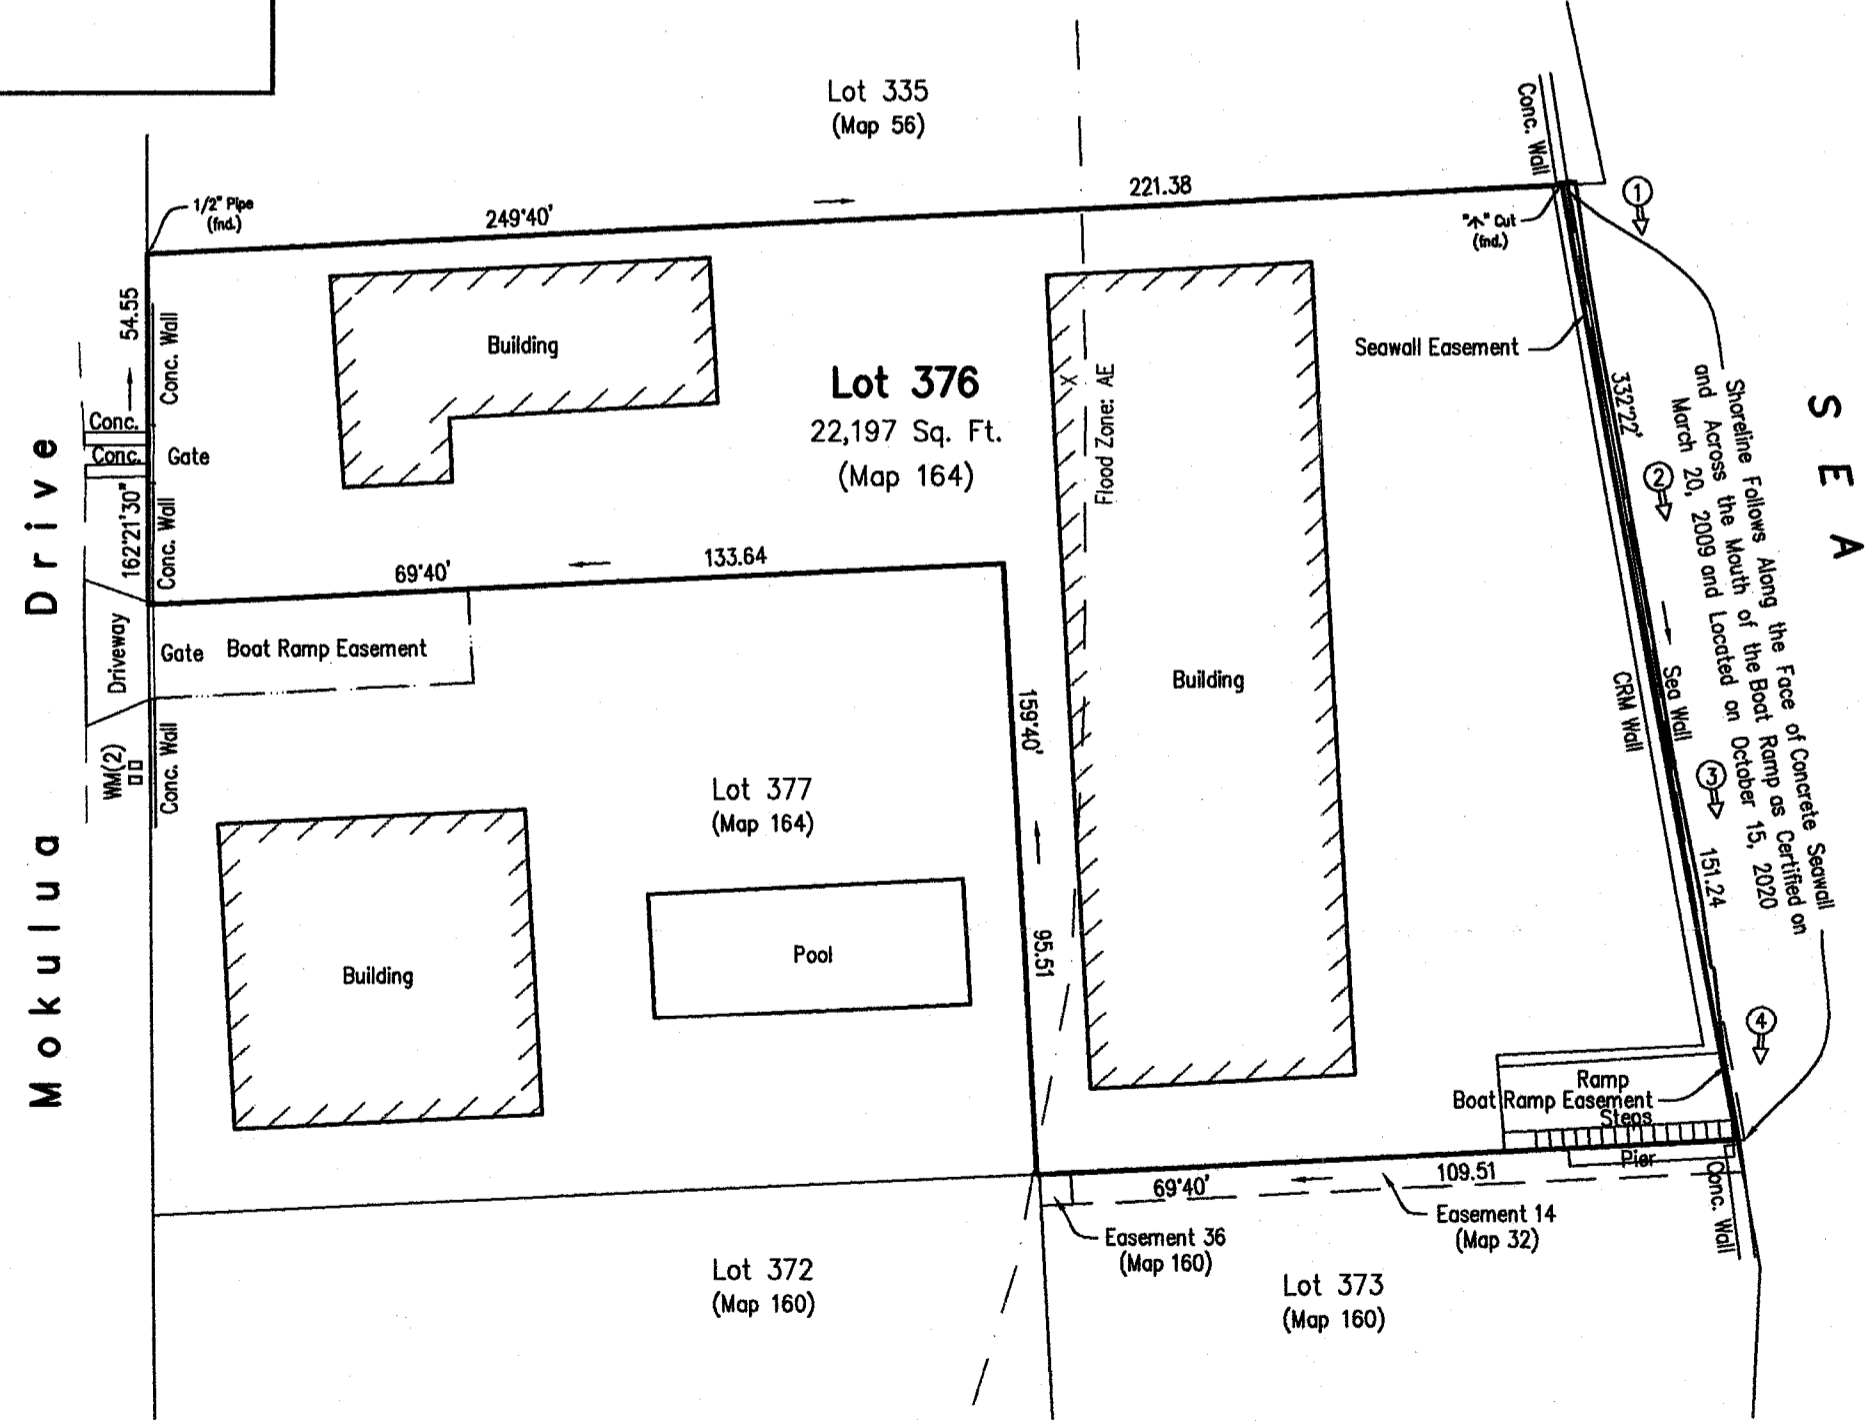 Lot 335
(Map 56)
Conc. Wall
1
221.38
1/2" Pipe
(fnd.)
249°40'
"↑" Cut
(fnd.)
54.55
Conc. Wall
Building
Seawall Easement
Lot 376
22,197 Sq. Ft.
(Map 164)
X
Flood Zone: AE
332°22'
Shoreline Follows Along the Face of Concrete Seawall
and Across the Mouth of the Boat Ramp as Certified on
March 20, 2009 and Located on October 15, 2020
SEA
Conc.
Conc.
Gate
2
162°21'30"
Conc. Wall
69°40'
133.64
Driveway
Gate
Boat Ramp Easement
Mokulua Drive
WM(2)
Conc. Wall
159°40'
Building
Sea Wall
CRM Wall
3
151.24
Lot 377
(Map 164)
95.51
Building
Pool
4
Ramp
Boat Ramp Easement
Steps
Pier
109.51
69°40'
Conc. Wall
Easement 14
(Map 32)
Easement 36
(Map 160)
Lot 372
(Map 160)
Lot 373
(Map 160)